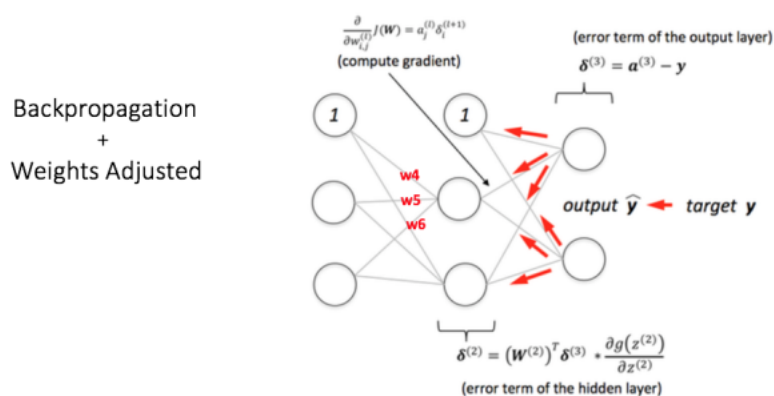 ∂/∂w_{i,j}^{(l)} J(W) = a_j^{(l)} δ_i^{(l+1)}
(compute gradient)
(error term of the output layer)
δ^{(3)} = a^{(3)} − y
Backpropagation
+
Weights Adjusted
1
1
w4
w5
w6
output ŷ
target y
δ^{(2)} = (W^{(2)})^T δ^{(3)} * ∂g(z^{(2)})/∂z^{(2)}
(error term of the hidden layer)